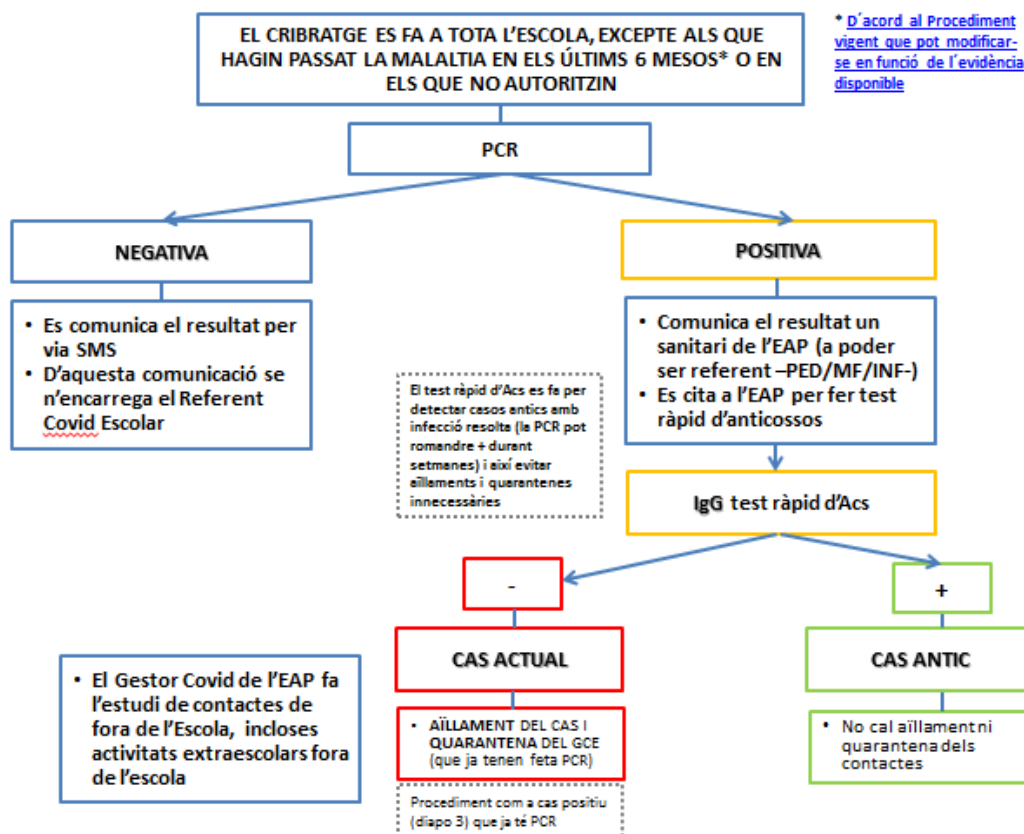 EL CRIBRATGE ES FA A TOTA L'ESCOLA, EXCEPTE ALS QUE
HAGIN PASSAT LA MALALTIA EN ELS ÚLTIMS 6 MESOS* O EN
ELS QUE NO AUTORITZIN
* D´acord al Procediment
vigent que pot modificar-
se en funció de l´evidència
disponible
PCR
NEGATIVA
POSITIVA
• Es comunica el resultat per
via SMS
• D'aquesta comunicació se
n'encarrega el Referent
Covid Escolar
• Comunica el resultat un
sanitari de l'EAP (a poder
ser referent –PED/MF/INF-)
• Es cita a l'EAP per fer test
ràpid d'anticossos
El test ràpid d'Acs es fa per
detectar casos antics amb
infecció resolta (la PCR pot
romandre + durant
setmanes) i així evitar
aïllaments i quarantenes
innecessàries
IgG test ràpid d'Acs
-
+
CAS ACTUAL
CAS ANTIC
• El Gestor Covid de l'EAP fa
l'estudi de contactes de
fora de l'Escola, incloses
activitats extraescolars fora
de l'escola
• AÏLLAMENT DEL CAS I
QUARANTENA DEL GCE
(que ja tenen feta PCR)
• No cal aïllament ni
quarantena dels
contactes
Procediment com a cas positiu
(diapo 3) que ja té PCR